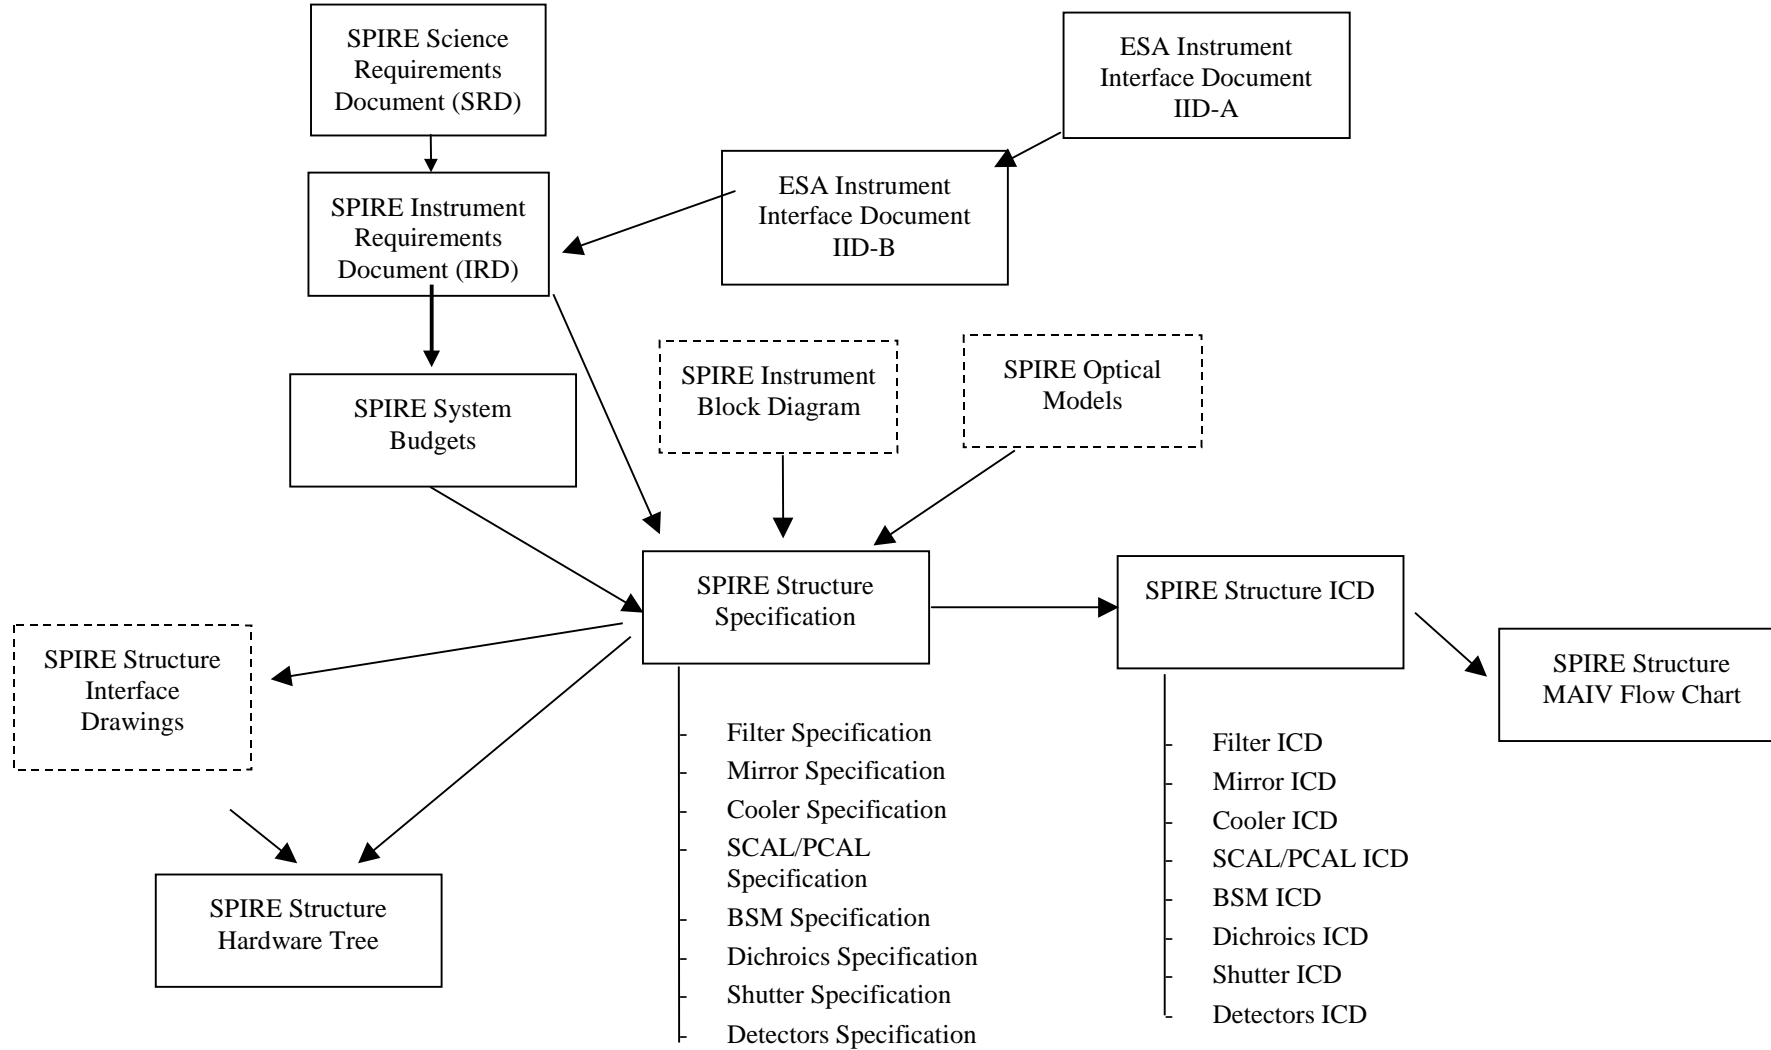 SPIRE Science
Requirements
Document (SRD)
ESA Instrument
Interface Document
IID-A
SPIRE Instrument
Requirements
Document (IRD)
ESA Instrument
Interface Document
IID-B
SPIRE System
Budgets
SPIRE Instrument
Block Diagram
SPIRE Optical
Models
SPIRE Structure
Specification
SPIRE Structure ICD
SPIRE Structure
MAIV Flow Chart
SPIRE Structure
Interface
Drawings
SPIRE Structure
Hardware Tree
- Filter Specification
- Mirror Specification
- Cooler Specification
- SCAL/PCAL
Specification
- BSM Specification
- Dichroics Specification
- Shutter Specification
- Detectors Specification
- Filter ICD
- Mirror ICD
- Cooler ICD
- SCAL/PCAL ICD
- BSM ICD
- Dichroics ICD
- Shutter ICD
- Detectors ICD